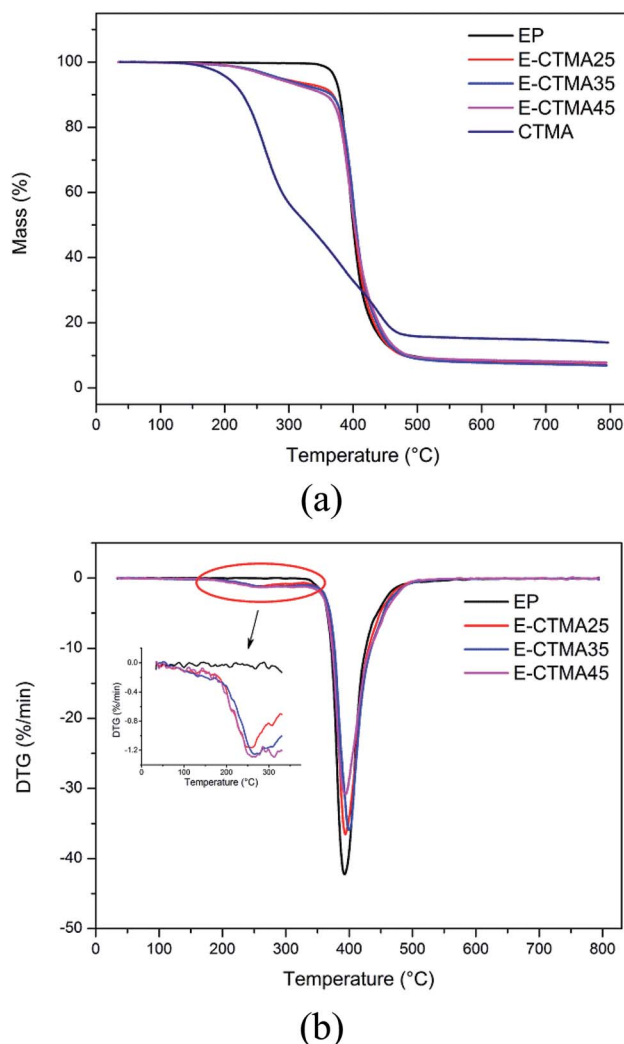 EP
E-CTMA25
E-CTMA35
E-CTMA45
CTMA
100
80
60
40
20
0
Mass (%)
0 100 200 300 400 500 600 700 800
Temperature (°C)
(a)
0
-10
-20
-30
-40
-50
DTG (%/min)
EP
E-CTMA25
E-CTMA35
E-CTMA45
0.0
-0.4
-0.8
-1.2
DTG (%/min)
0 100 200 300
Temperature (°C)
0 100 200 300 400 500 600 700 800
Temperature (°C)
(b)